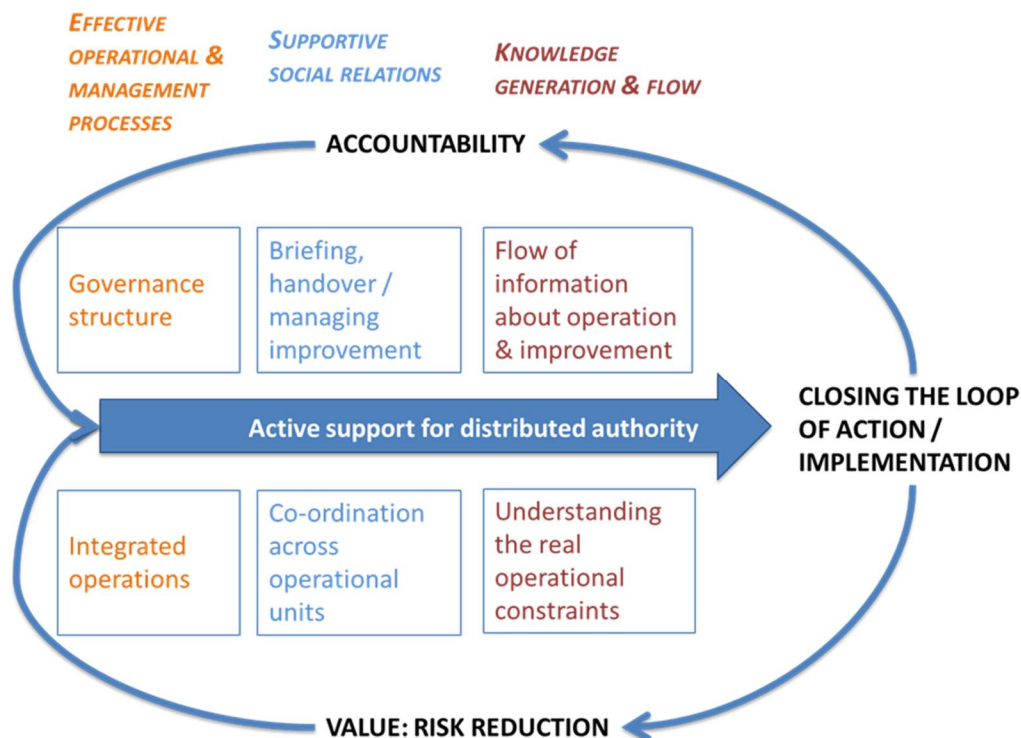 EFFECTIVE
OPERATIONAL &
MANAGEMENT
PROCESSES
SUPPORTIVE
SOCIAL RELATIONS
KNOWLEDGE
GENERATION & FLOW
ACCOUNTABILITY
Governance
structure
Briefing,
handover /
managing
improvement
Flow of
information
about operation
& improvement
Active support for distributed authority
CLOSING THE LOOP
OF ACTION /
IMPLEMENTATION
Integrated
operations
Co-ordination
across
operational
units
Understanding
the real
operational
constraints
VALUE: RISK REDUCTION